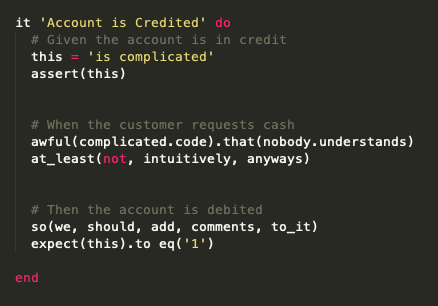 it 'Account is Credited' do
# Given the account is in credit
this = 'is complicated'
assert(this)
# When the customer requests cash
awful(complicated.code).that(nobody.understands)
at_least(not, intuitively, anyways)
# Then the account is debited
so(we, should, add, comments, to_it)
expect(this).to eq('1')
end